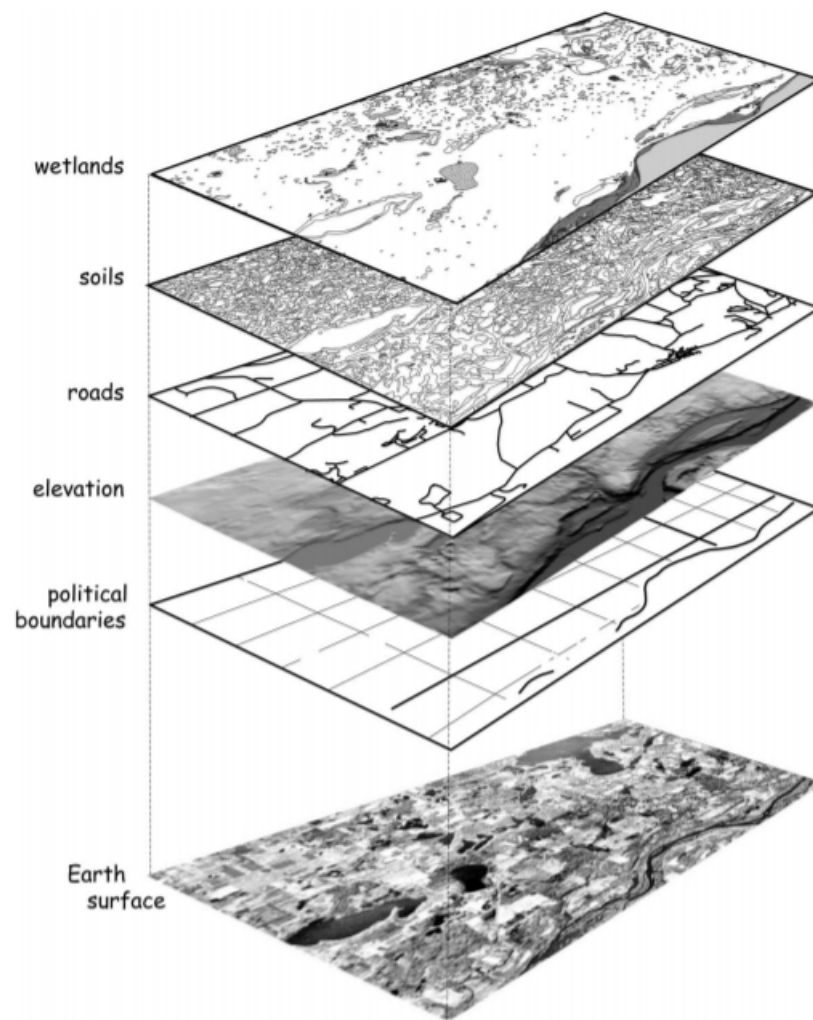 wetlands
soils
roads
elevation
political
boundaries
Earth
surface